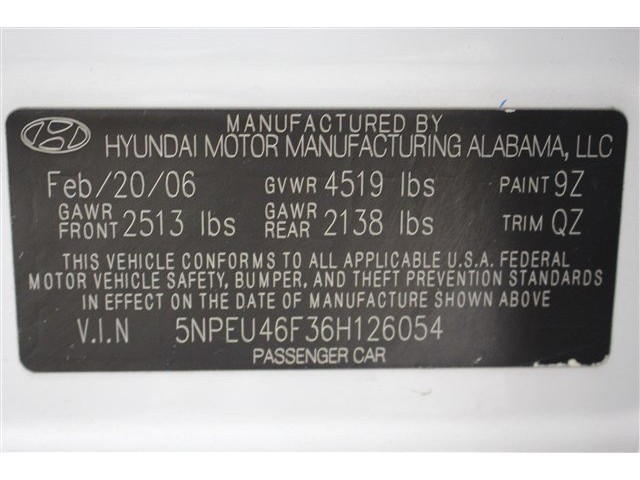 MANUFACTURED BY
HYUNDAI MOTOR MANUFACTURING ALABAMA, LLC
Feb/20/06 GVWR 4519 lbs PAINT 9Z
GAWR FRONT 2513 lbs GAWR REAR 2138 lbs TRIM QZ
THIS VEHICLE CONFORMS TO ALL APPLICABLE U.S.A. FEDERAL
MOTOR VEHICLE SAFETY, BUMPER, AND THEFT PREVENTION STANDARDS
IN EFFECT ON THE DATE OF MANUFACTURE SHOWN ABOVE
V.I.N 5NPEU46F36H126054
PASSENGER CAR